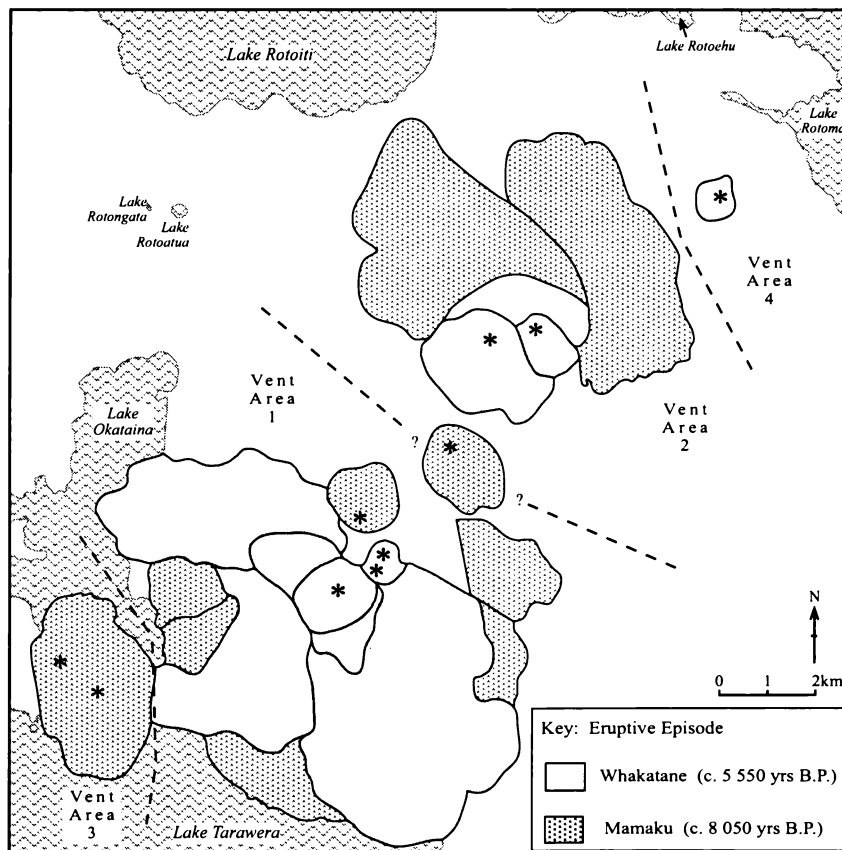 Lake Rotoiti
Lake Rotoehu
Lake
Rotoma
Lake
Rotongata
Lake
Rotoatua
Vent
Area
4
Vent
Area
1
Lake
Okataina
Vent
Area
2
?
?
N
0 1 2km
Key: Eruptive Episode
Whakatane (c. 5 550 yrs B.P.)
Mamaku (c. 8 050 yrs B.P.)
Vent
Area
3
Lake Tarawera